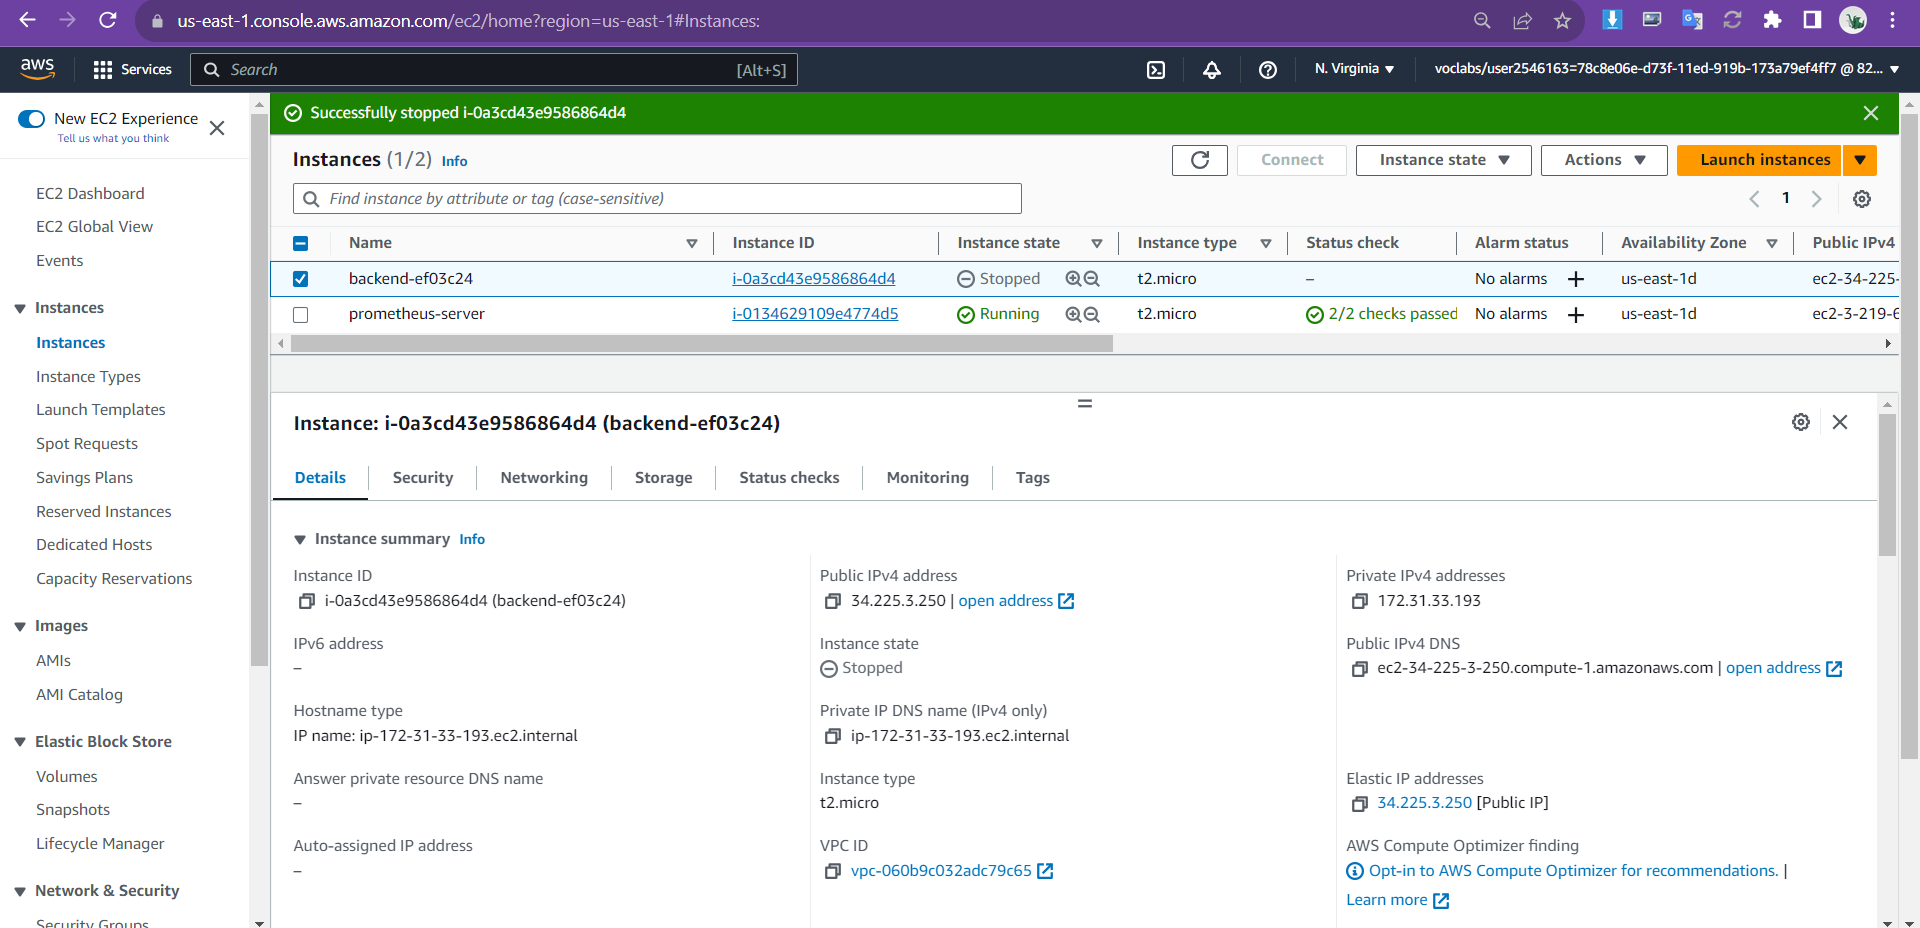 us-east-1.console.aws.amazon.com/ec2/home?region=us-east-1#Instances:
aws
Services
Search
[Alt+S]
N. Virginia
voclabs/user2546163=78c8e06e-d73f-11ed-919b-173a79ef4ff7 @ 82...
New EC2 Experience
Tell us what you think
EC2 Dashboard
EC2 Global View
Events
Instances
Instances
Instance Types
Launch Templates
Spot Requests
Savings Plans
Reserved Instances
Dedicated Hosts
Capacity Reservations
Images
AMIs
AMI Catalog
Elastic Block Store
Volumes
Snapshots
Lifecycle Manager
Network & Security
Security Groups
Successfully stopped i-0a3cd43e9586864d4
Instances (1/2) Info
Connect
Instance state
Actions
Launch instances
Find instance by attribute or tag (case-sensitive)
1
Name Instance ID Instance state Instance type Status check Alarm status Availability Zone Public IPv4
backend-ef03c24 i-0a3cd43e9586864d4 Stopped t2.micro – No alarms + us-east-1d ec2-34-225-
prometheus-server i-0134629109e4774d5 Running t2.micro 2/2 checks passed No alarms + us-east-1d ec2-3-219-6
Instance: i-0a3cd43e9586864d4 (backend-ef03c24)
Details Security Networking Storage Status checks Monitoring Tags
Instance summary Info
Instance ID
i-0a3cd43e9586864d4 (backend-ef03c24)
Public IPv4 address
34.225.3.250 | open address
Private IPv4 addresses
172.31.33.193
IPv6 address
–
Instance state
Stopped
Public IPv4 DNS
ec2-34-225-3-250.compute-1.amazonaws.com | open address
Hostname type
IP name: ip-172-31-33-193.ec2.internal
Private IP DNS name (IPv4 only)
ip-172-31-33-193.ec2.internal
Answer private resource DNS name
–
Instance type
t2.micro
Elastic IP addresses
34.225.3.250 [Public IP]
Auto-assigned IP address
–
VPC ID
vpc-060b9c032adc79c65
AWS Compute Optimizer finding
Opt-in to AWS Compute Optimizer for recommendations. |
Learn more